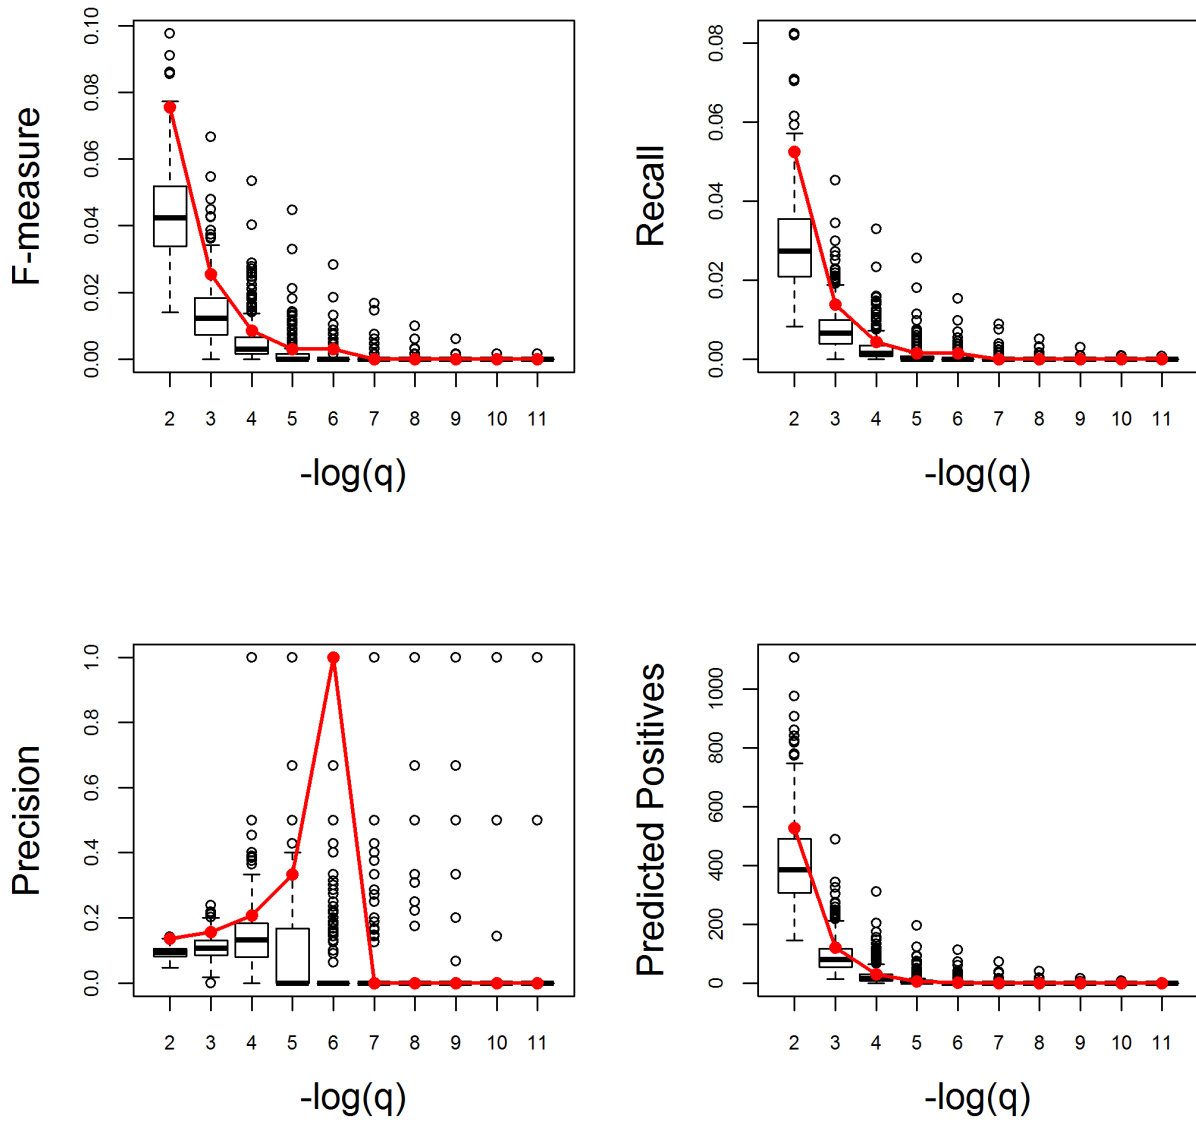 F-measure
0.00 0.02 0.04 0.06 0.08 0.10
2 3 4 5 6 7 8 9 10 11
-log(q)
Recall
0.00 0.02 0.04 0.06 0.08
2 3 4 5 6 7 8 9 10 11
-log(q)
Precision
0.0 0.2 0.4 0.6 0.8 1.0
2 3 4 5 6 7 8 9 10 11
-log(q)
Predicted Positives
0 200 400 600 800 1000
2 3 4 5 6 7 8 9 10 11
-log(q)